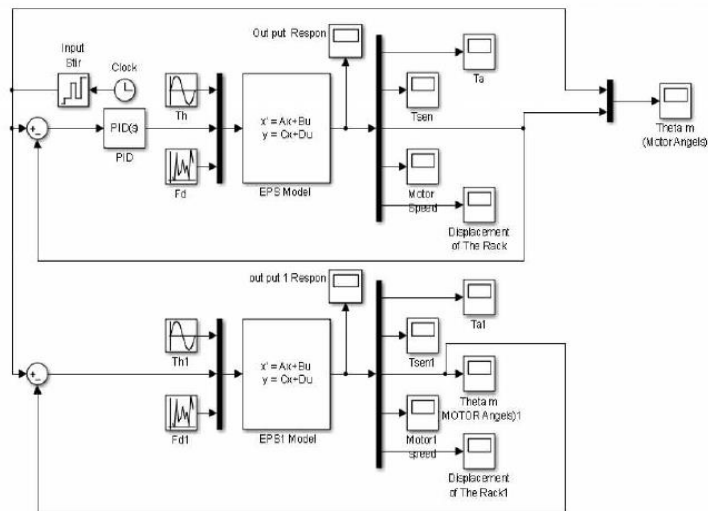 Input
Stir
Clock
Out put Respon
Ta
Th
Tsen
PID(s)
PID
x' = Ax+Bu
y = Cx+Du
EPS Model
Fd
Motor
Speed
Displacement
of The Rack
Theta m
(Motor Angels)
out put 1 Respon
Ta1
Th1
Tsen1
x' = Ax+Bu
y = Cx+Du
EPS1 Model
Theta m
MOTOR Angels)1
Fd1
Motor1
speed
Displacement
of The Rack1